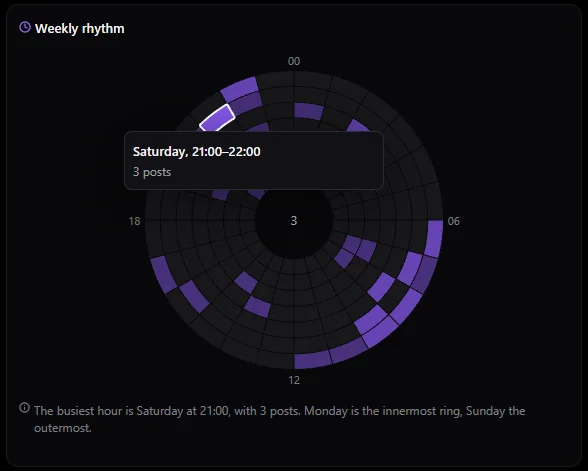 Weekly rhythm
00
Saturday, 21:00–22:00
3 posts
18
3
06
12
The busiest hour is Saturday at 21:00, with 3 posts. Monday is the innermost ring, Sunday the
outermost.